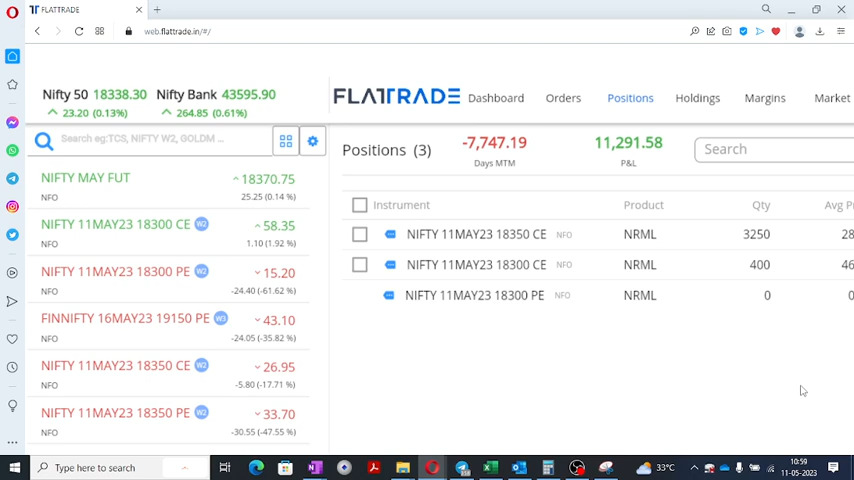 FLATTRADE
web.flattrade.in/#/
Nifty 50 18338.30 Nifty Bank 43595.90
23.20 (0.13%) 264.85 (0.61%)
FLATTRADE Dashboard Orders Positions Holdings Margins Market
Search eg:TCS, NIFTY W2, GOLDM ...
Positions (3) -7,747.19 11,291.58 Search
Days MTM P&L
NIFTY MAY FUT 18370.75
NFO 25.25 (0.14 %)
NIFTY 11MAY23 18300 CE W2 58.35
NFO 1.10 (1.92 %)
NIFTY 11MAY23 18300 PE W2 15.20
NFO -24.40 (-61.62 %)
FINNIFTY 16MAY23 19150 PE W3 43.10
NFO -24.05 (-35.82 %)
NIFTY 11MAY23 18350 CE W2 26.95
NFO -5.80 (-17.71 %)
NIFTY 11MAY23 18350 PE W2 33.70
NFO -30.55 (-47.55 %)
Instrument Product Qty Avg Pr
NIFTY 11MAY23 18350 CE NFO NRML 3250 28
NIFTY 11MAY23 18300 CE NFO NRML 400 46
NIFTY 11MAY23 18300 PE NFO NRML 0 0
Type here to search
33°C
10:59
11-05-2023